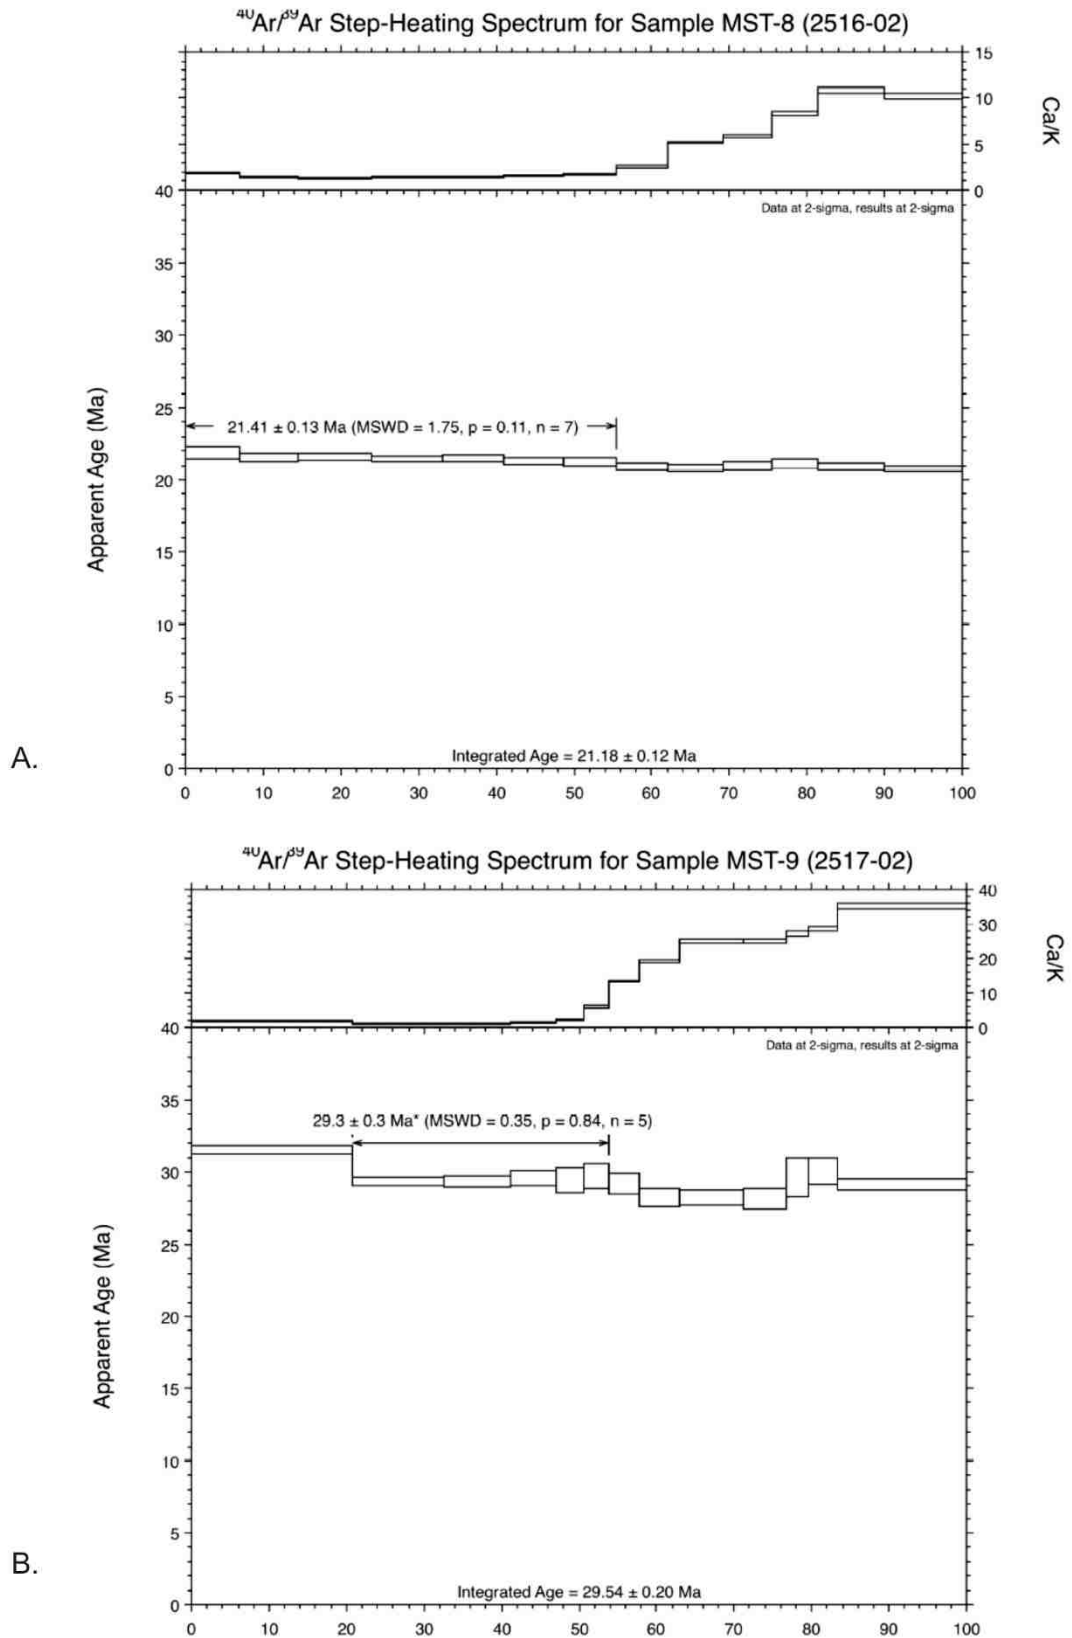 ⁴⁰Ar/³⁹Ar Step-Heating Spectrum for Sample MST-8 (2516-02)
15
10
5
0
Ca/K
40
Data at 2-sigma, results at 2-sigma
35
30
25
21.41 ± 0.13 Ma (MSWD = 1.75, p = 0.11, n = 7)
20
15
10
5
0
Apparent Age (Ma)
A.
Integrated Age = 21.18 ± 0.12 Ma
0 10 20 30 40 50 60 70 80 90 100
⁴⁰Ar/³⁹Ar Step-Heating Spectrum for Sample MST-9 (2517-02)
40
30
20
10
0
Ca/K
40
Data at 2-sigma, results at 2-sigma
35
29.3 ± 0.3 Ma* (MSWD = 0.35, p = 0.84, n = 5)
30
25
20
15
10
5
0
Apparent Age (Ma)
B.
Integrated Age = 29.54 ± 0.20 Ma
0 10 20 30 40 50 60 70 80 90 100